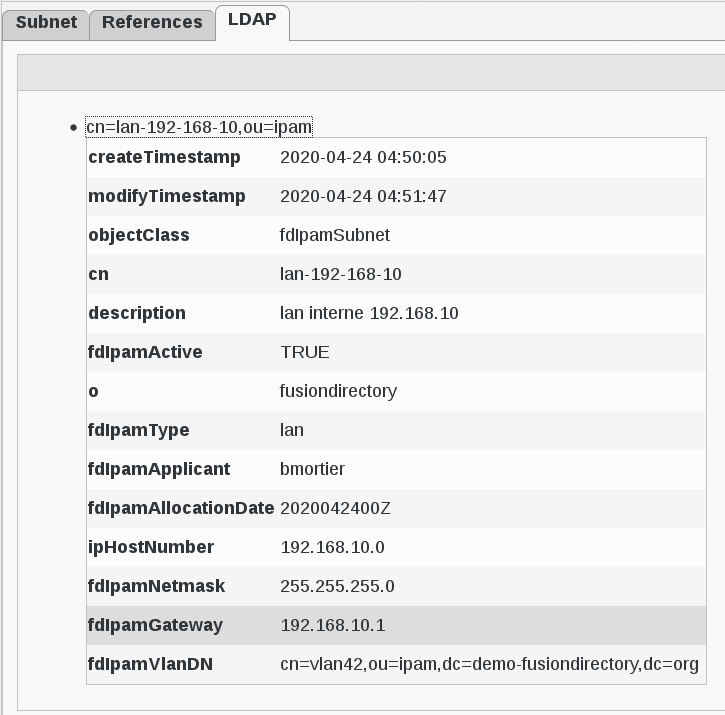 Subnet References LDAP
cn=lan-192-168-10,ou=ipam
createTimestamp 2020-04-24 04:50:05
modifyTimestamp 2020-04-24 04:51:47
objectClass fdIpamSubnet
cn lan-192-168-10
description lan interne 192.168.10
fdIpamActive TRUE
o fusiondirectory
fdIpamType lan
fdIpamApplicant bmortier
fdIpamAllocationDate 2020042400Z
ipHostNumber 192.168.10.0
fdIpamNetmask 255.255.255.0
fdIpamGateway 192.168.10.1
fdIpamVlanDN cn=vlan42,ou=ipam,dc=demo-fusiondirectory,dc=org